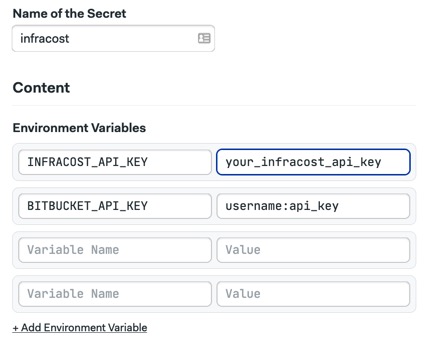 Name of the Secret
infracost
Content
Environment Variables
INFRACOST_API_KEY your_infracost_api_key
BITBUCKET_API_KEY username:api_key
Variable Name Value
Variable Name Value
+ Add Environment Variable